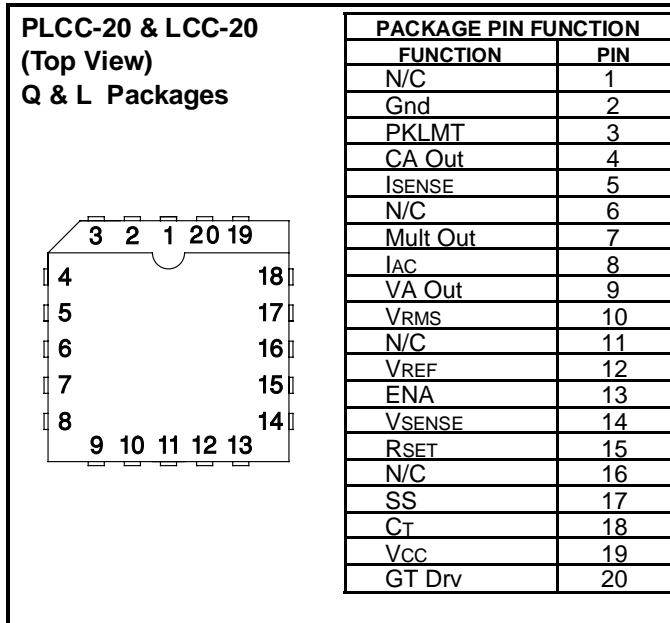 PLCC-20 & LCC-20
(Top View)
Q & L Packages
3 2 1 20 19
4 18
5 17
6 16
7 15
8 14
9 10 11 12 13
PACKAGE PIN FUNCTION
FUNCTION PIN
N/C 1
Gnd 2
PKLMT 3
CA Out 4
ISENSE 5
N/C 6
Mult Out 7
IAC 8
VA Out 9
VRMS 10
N/C 11
VREF 12
ENA 13
VSENSE 14
RSET 15
N/C 16
SS 17
CT 18
VCC 19
GT Drv 20